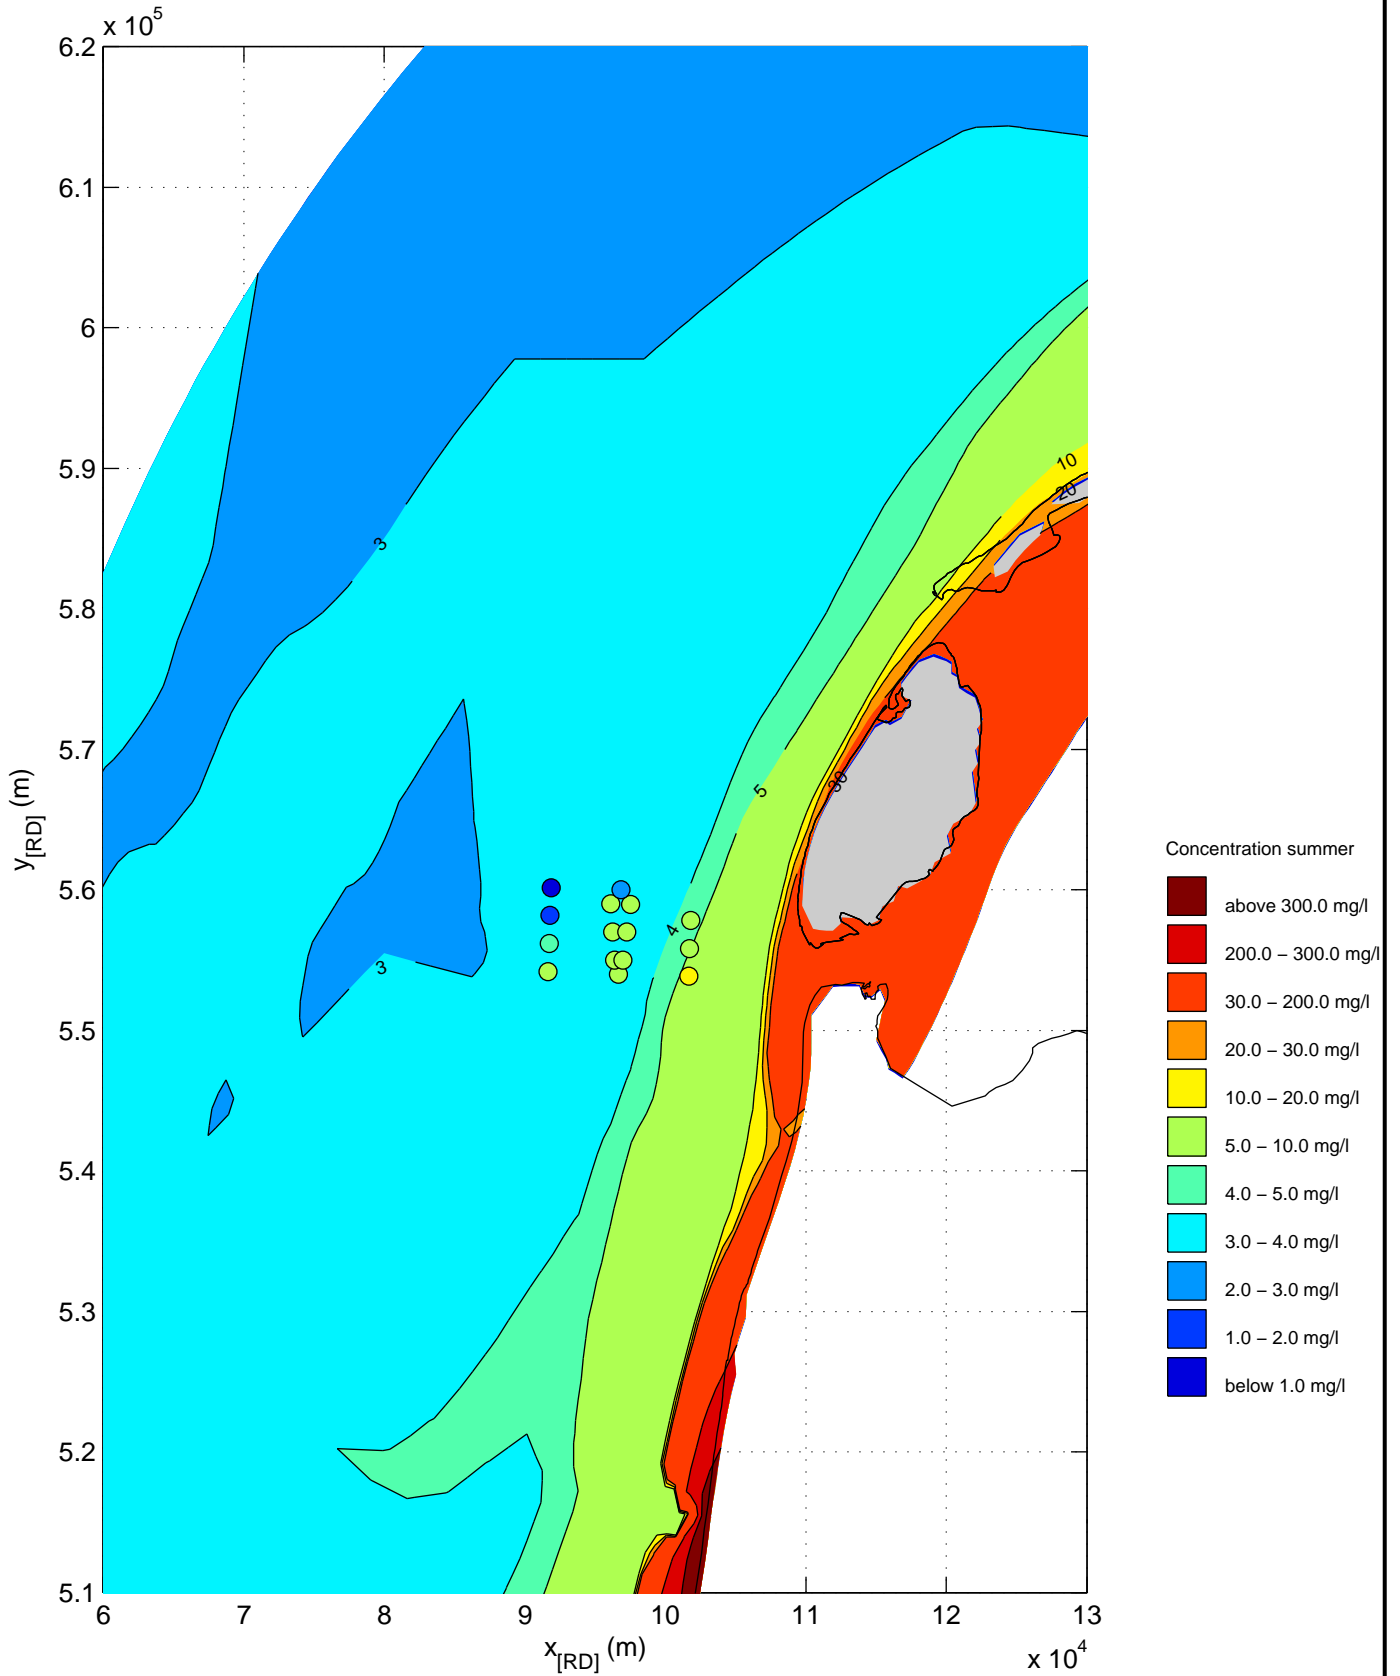 x 10^5
6.2
6.1
6
5.9
5.8
5.7
5.6
5.5
5.4
5.3
5.2
5.1
y[RD] (m)
10
20
3
30
5
4
3
Concentration summer
above 300.0 mg/l
200.0 – 300.0 mg/l
30.0 – 200.0 mg/l
20.0 – 30.0 mg/l
10.0 – 20.0 mg/l
5.0 – 10.0 mg/l
4.0 – 5.0 mg/l
3.0 – 4.0 mg/l
2.0 – 3.0 mg/l
1.0 – 2.0 mg/l
below 1.0 mg/l
6 7 8 9 10 11 12 13
x[RD] (m)
x 10^4